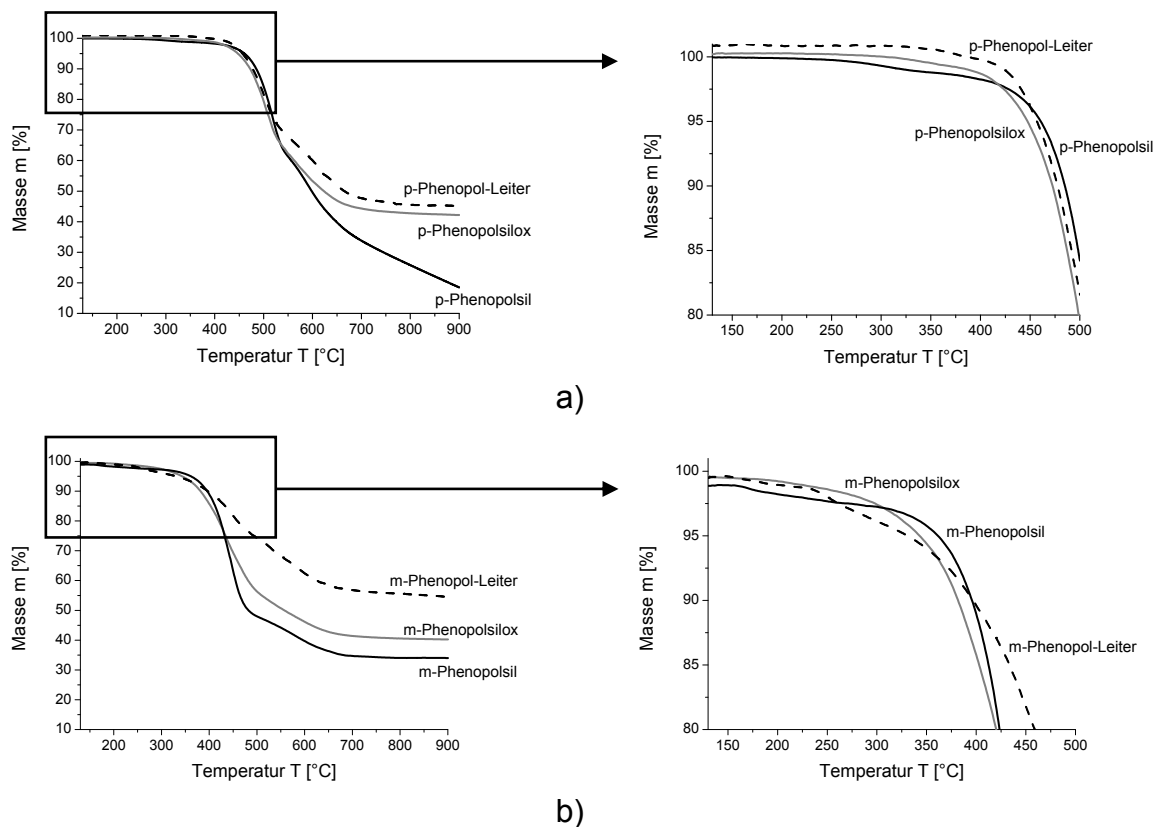 100
90
80
70
60
50
40
30
20
10
Masse m [%]
200 300 400 500 600 700 800 900
Temperatur T [°C]
p-Phenopol-Leiter
p-Phenopolsilox
p-Phenopolsil
100
95
90
85
80
Masse m [%]
150 200 250 300 350 400 450 500
Temperatur T [°C]
p-Phenopol-Leiter
p-Phenopolsilox
p-Phenopolsil
a)
100
90
80
70
60
50
40
30
20
10
Masse m [%]
200 300 400 500 600 700 800 900
Temperatur T [°C]
m-Phenopol-Leiter
m-Phenopolsilox
m-Phenopolsil
100
95
90
85
80
Masse m [%]
150 200 250 300 350 400 450 500
Temperatur T [°C]
m-Phenopolsilox
m-Phenopolsil
m-Phenopol-Leiter
b)